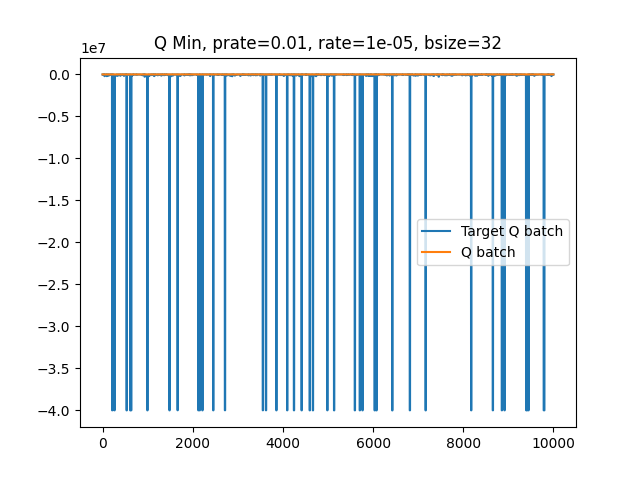 Q Min, prate=0.01, rate=1e-05, bsize=32
1e7
0.0
−0.5
−1.0
−1.5
−2.0
−2.5
−3.0
−3.5
−4.0
Target Q batch
Q batch
0 2000 4000 6000 8000 10000